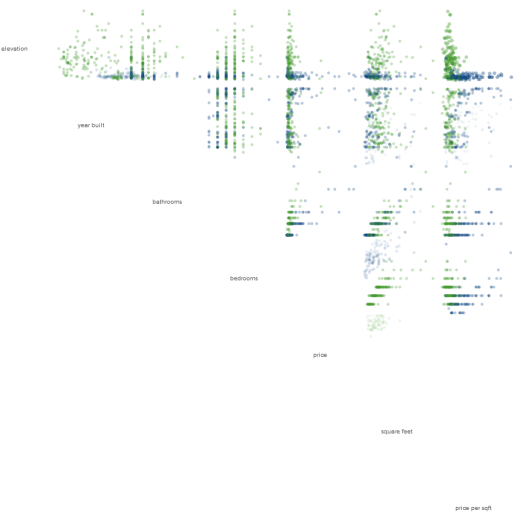 elevation
year built
bathrooms
bedrooms
price
square feet
price per sqft